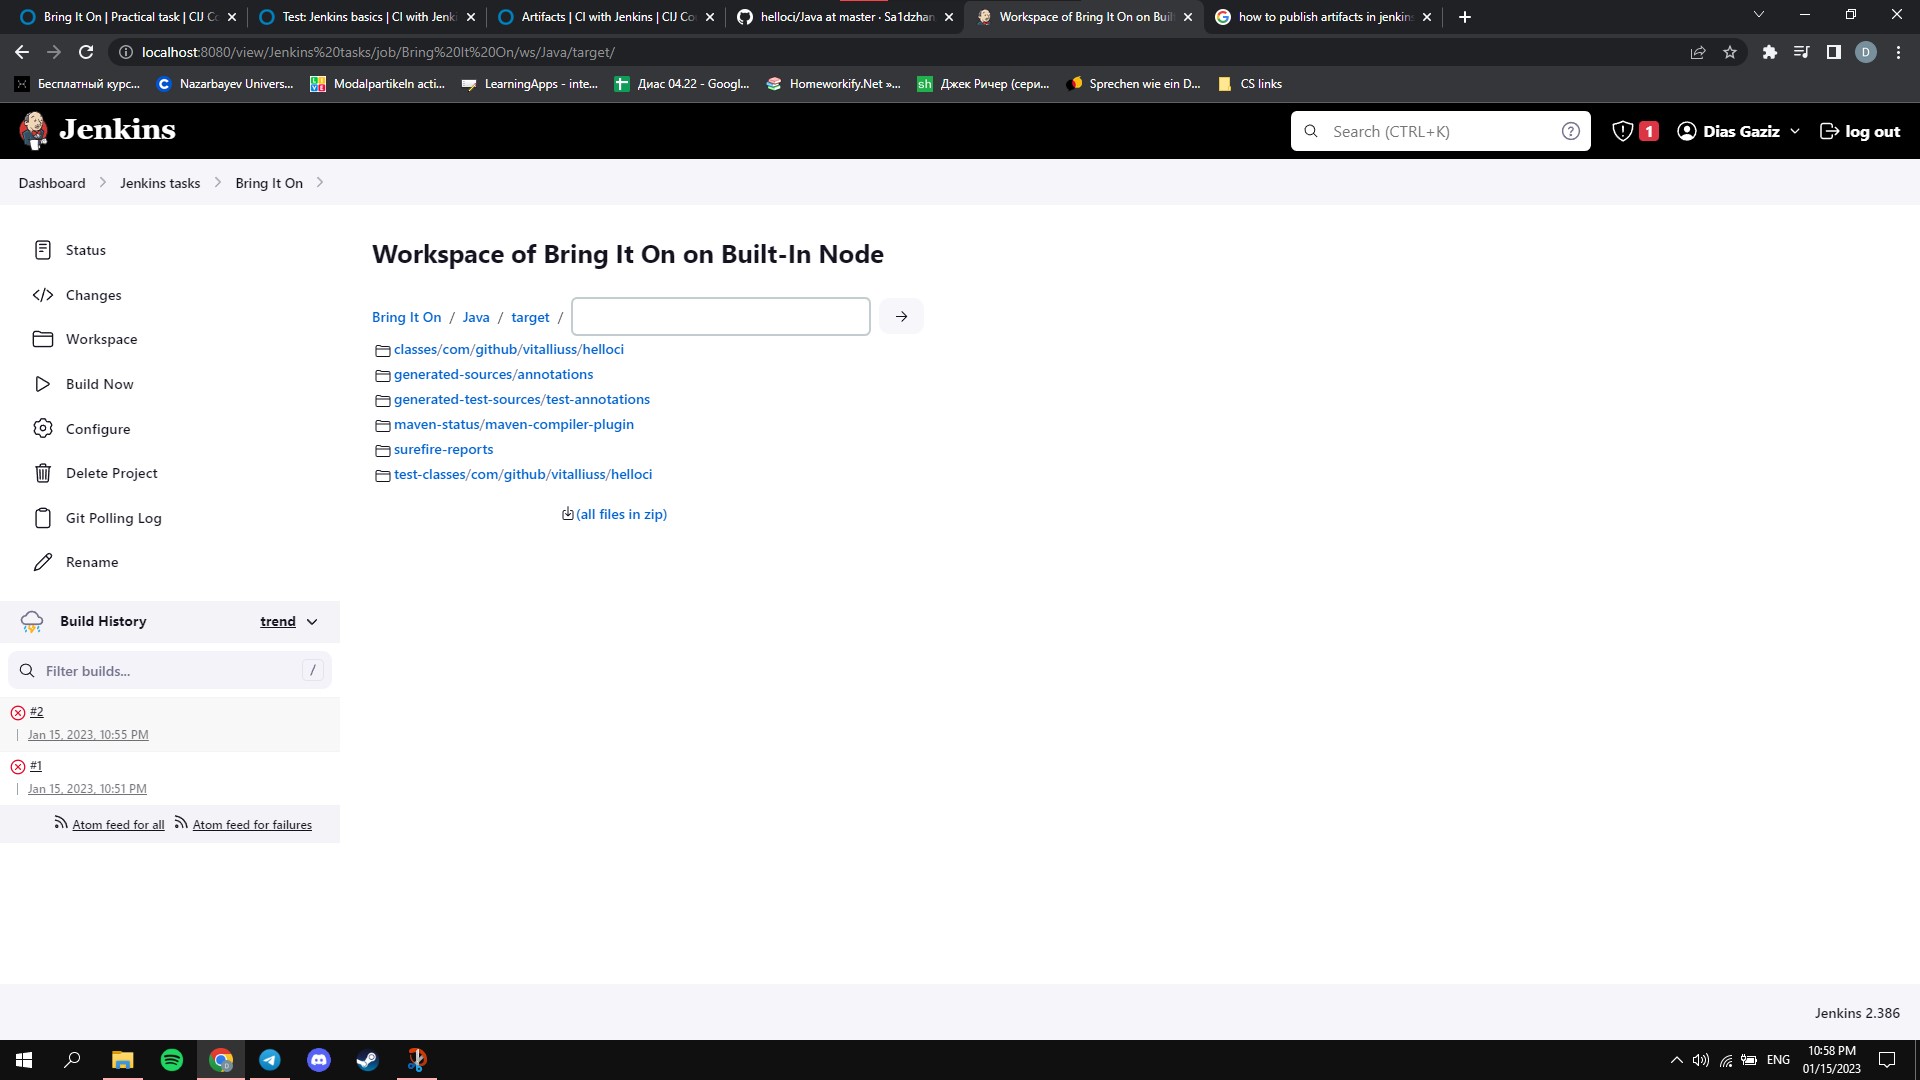 Bring It On | Practical task | CIJ Co
Test: Jenkins basics | CI with Jenki
Artifacts | CI with Jenkins | CIJ Co
helloci/Java at master · Sa1dzhan
Workspace of Bring It On on Buil
how to publish artifacts in jenkins
localhost:8080/view/Jenkins%20tasks/job/Bring%20It%20On/ws/Java/target/
D
Бесплатный курс...
Nazarbayev Univers...
Modalpartikeln acti...
LearningApps - inte...
Диас 04.22 - Googl...
Homeworkify.Net »...
sh
Джек Ричер (сери...
Sprechen wie ein D...
CS links
Jenkins
Search (CTRL+K)
1
Dias Gaziz
log out
Dashboard
Jenkins tasks
Bring It On
Status
Changes
Workspace
Build Now
Configure
Delete Project
Git Polling Log
Rename
Build History
trend
Filter builds...
/
#2
Jan 15, 2023, 10:55 PM
#1
Jan 15, 2023, 10:51 PM
Atom feed for all
Atom feed for failures
Workspace of Bring It On on Built-In Node
Bring It On / Java / target /
classes/com/github/vitalliuss/helloci
generated-sources/annotations
generated-test-sources/test-annotations
maven-status/maven-compiler-plugin
surefire-reports
test-classes/com/github/vitalliuss/helloci
(all files in zip)
Jenkins 2.386
ENG
10:58 PM
01/15/2023